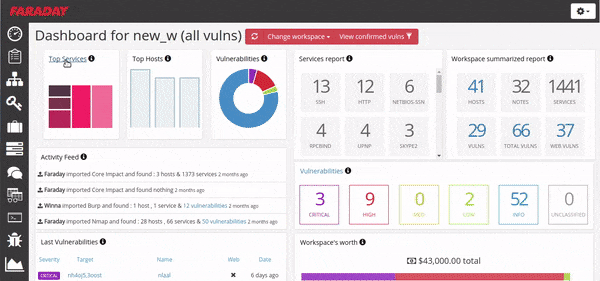 FARADAY
Dashboard for new_w (all vulns)
Change workspace
View confirmed vulns
Top Services
Top Hosts
Vulnerabilities
Services report
13 SSH
12 HTTP
6 NETBIOS-SSN
4 RPCBIND
4 UPNP
3 SKYPE2
Workspace summarized report
41 HOSTS
32 NOTES
1441 SERVICES
29 VULNS
66 TOTAL VULNS
37 WEB VULNS
Activity Feed
Faraday imported Core Impact and found : 3 hosts & 1373 services 2 months ago
Faraday imported Core Impact and found nothing 2 months ago
Winna imported Burp and found : 1 host , 1 service & 12 vulnerabilities 2 months ago
Faraday imported Nmap and found : 28 hosts , 66 services & 50 vulnerabilities 2 months ago
Vulnerabilities
3 CRITICAL
9 HIGH
0 MED
2 LOW
52 INFO
0 UNCLASSIFIED
Last Vulnerabilities
Severity Target Name Web Date
CRITICAL nh4oj5,3oost nlaal 6 days ago
Workspace's worth
$43,000.00 total